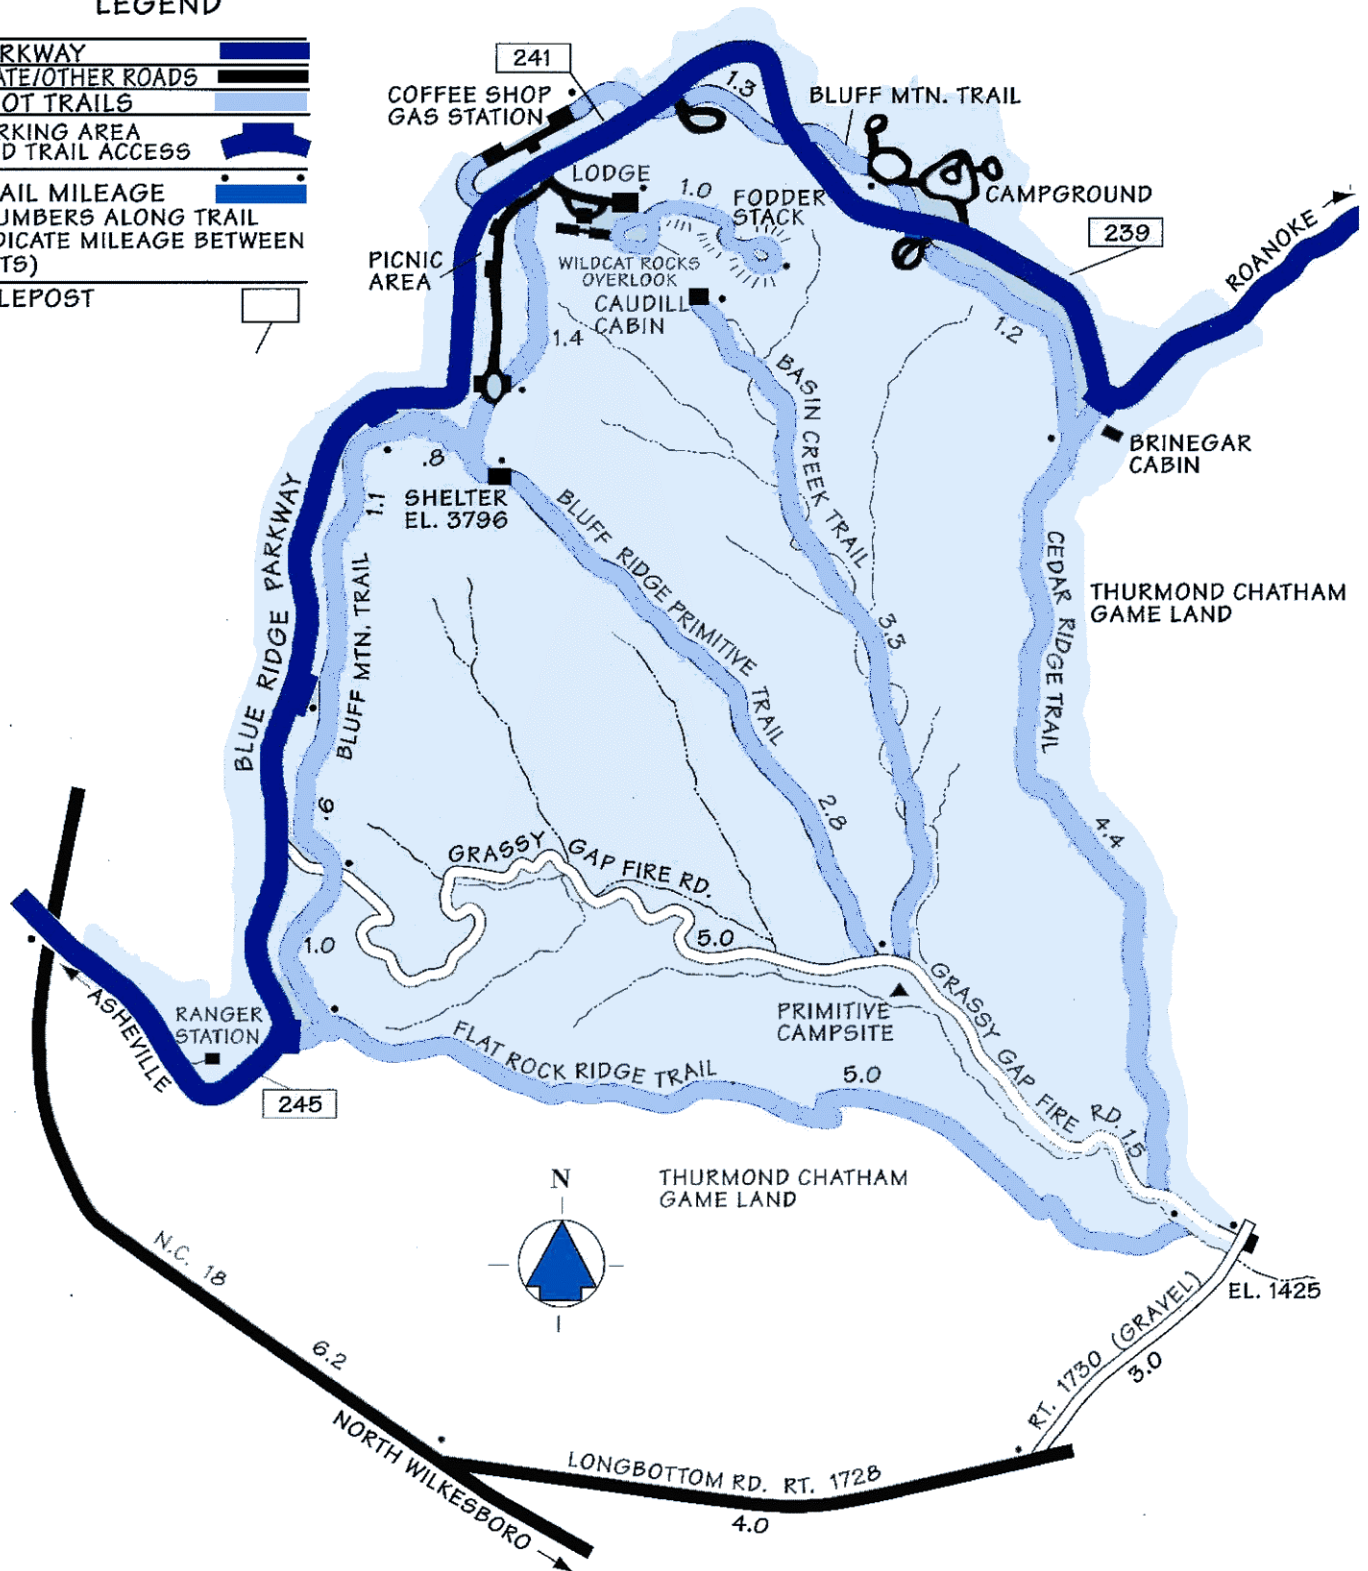 LEGEND
RKWAY
ATE/OTHER ROADS
OT TRAILS
RKING AREA
D TRAIL ACCESS
AIL MILEAGE
UMBERS ALONG TRAIL
DICATE MILEAGE BETWEEN
TS)
LEPOST
241
COFFEE SHOP
GAS STATION
1.3
BLUFF MTN. TRAIL
LODGE
1.0
FODDER
STACK
CAMPGROUND
239
ROANOKE
PICNIC
AREA
WILDCAT ROCKS
OVERLOOK
CAUDILL
CABIN
1.4
1.2
BASIN CREEK TRAIL
BRINEGAR
CABIN
.8
SHELTER
EL. 3796
1.1
BLUE RIDGE PARKWAY
BLUFF MTN. TRAIL
BLUFF RIDGE PRIMITIVE TRAIL
3.3
CEDAR RIDGE TRAIL
THURMOND CHATHAM
GAME LAND
.6
2.8
4.4
GRASSY GAP FIRE RD.
5.0
1.0
ASHEVILLE
RANGER
STATION
245
PRIMITIVE
CAMPSITE
GRASSY GAP FIRE RD. 1.5
FLAT ROCK RIDGE TRAIL
5.0
N
THURMOND CHATHAM
GAME LAND
EL. 1425
N.C. 18
6.2
RT. 1730 (GRAVEL)
3.0
NORTH WILKESBORO
LONGBOTTOM RD. RT. 1728
4.0